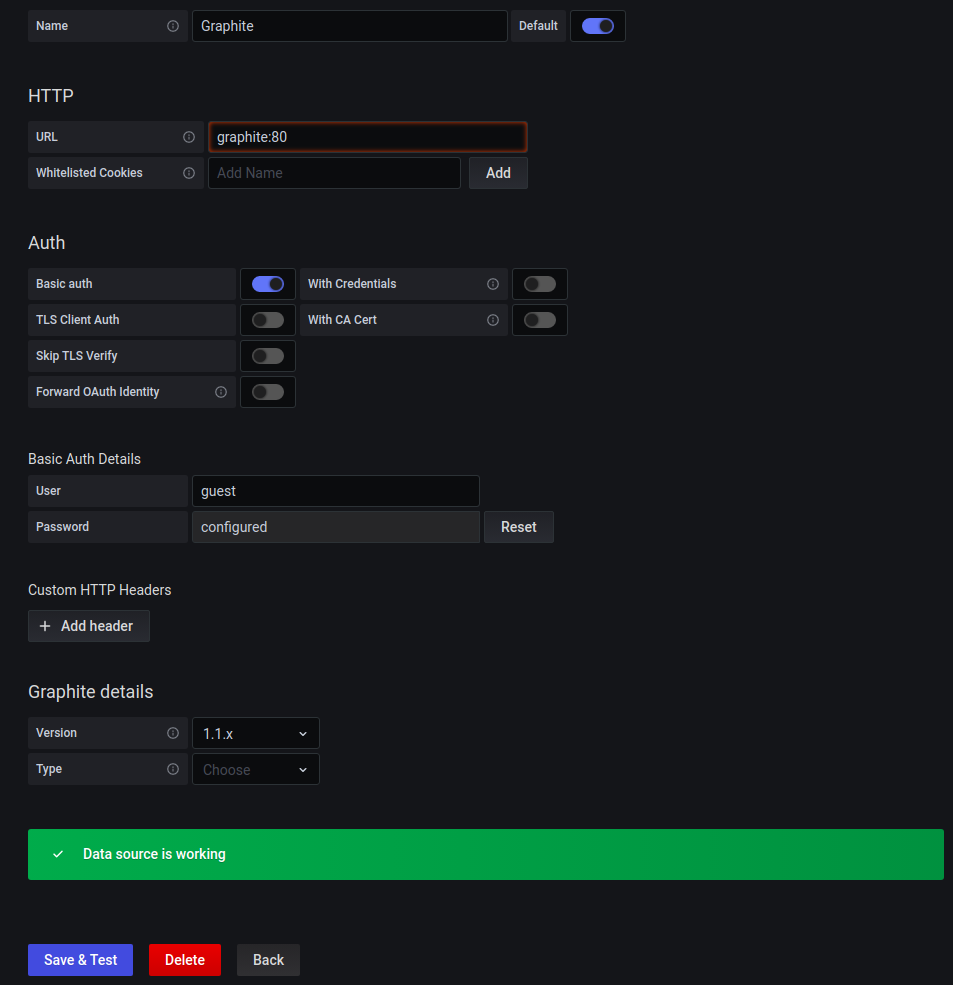 Name Graphite Default
HTTP
URL graphite:80
Whitelisted Cookies Add Name Add
Auth
Basic auth With Credentials
TLS Client Auth With CA Cert
Skip TLS Verify
Forward OAuth Identity
Basic Auth Details
User guest
Password configured Reset
Custom HTTP Headers
+ Add header
Graphite details
Version 1.1.x
Type Choose
Data source is working
Save & Test Delete Back